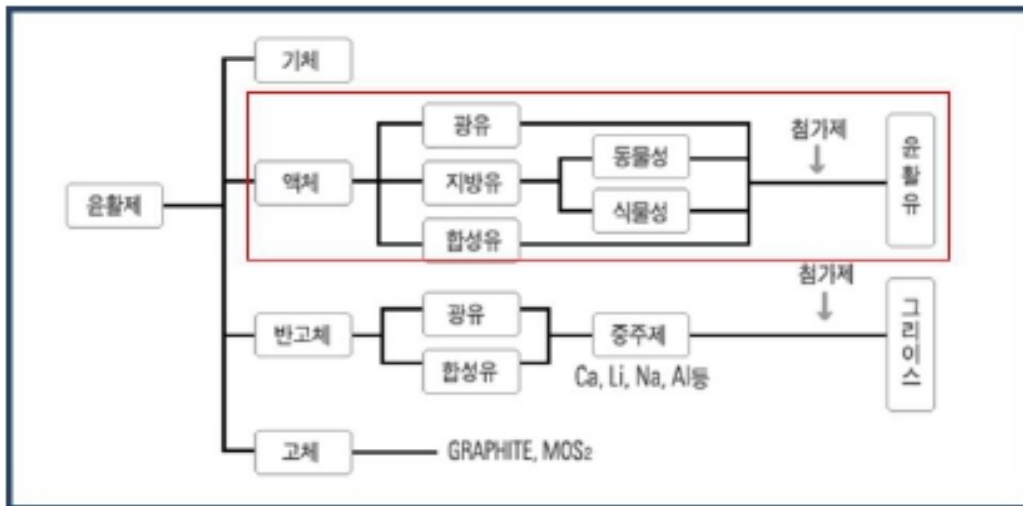 기체
광유
첨가제
윤활유
동물성
윤활제
액체
지방유
식물성
합성유
첨가제
그리이스
광유
반고체
중주제
합성유
Ca, Li, Na, Al등
고체
GRAPHITE, MOS₂